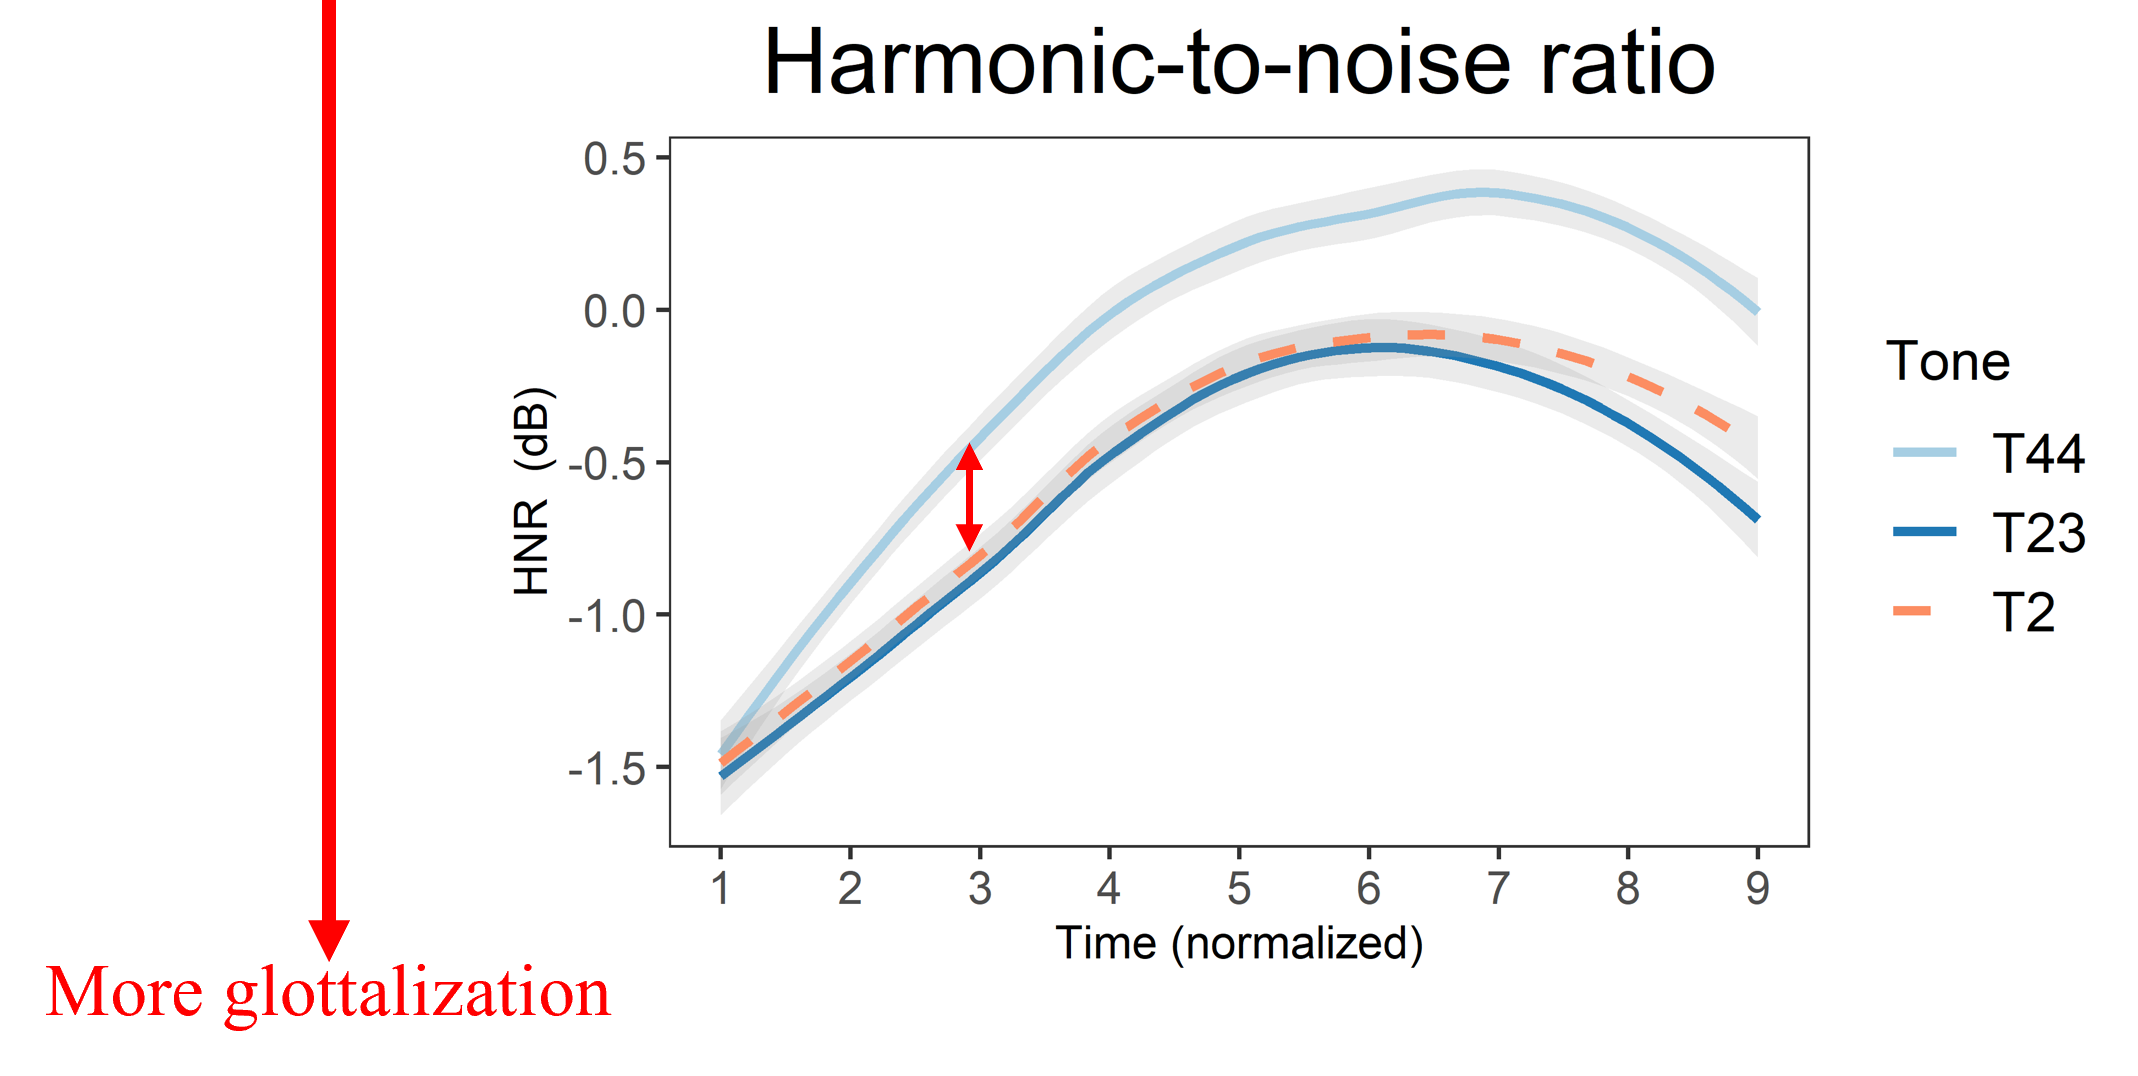 Harmonic-to-noise ratio
0.5
0.0
-0.5
-1.0
-1.5
HNR (dB)
1 2 3 4 5 6 7 8 9
Time (normalized)
Tone
T44
T23
T2
More glottalization